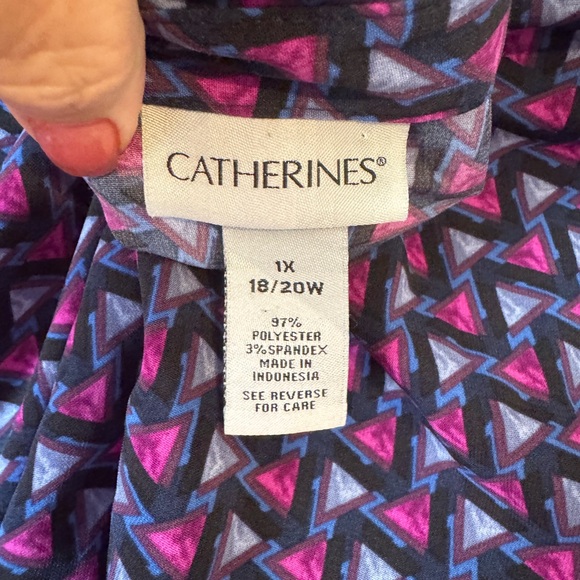 CATHERINES®
1X
18/20W
97%
POLYESTER
3% SPANDEX
MADE IN
INDONESIA
SEE REVERSE
FOR CARE